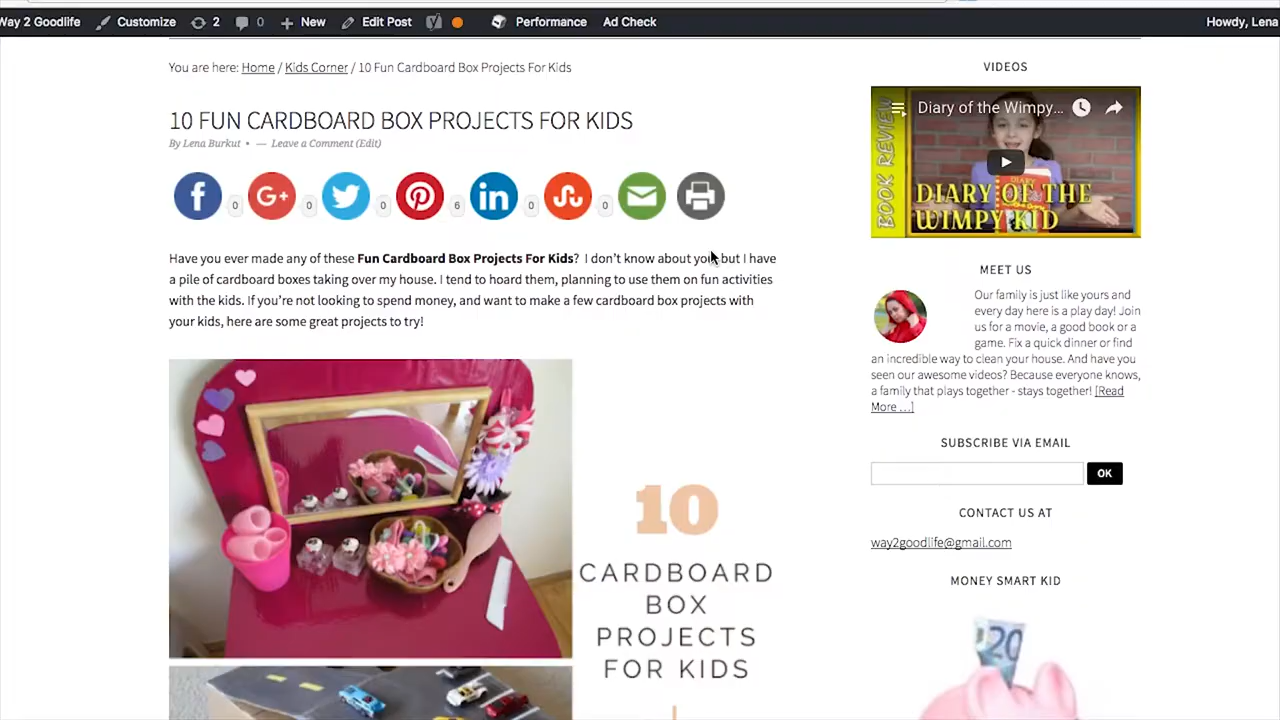 Way 2 Goodlife Customize 2 0 New Edit Post Performance Ad Check Howdy, Lena
You are here: Home / Kids Corner / 10 Fun Cardboard Box Projects For Kids
10 FUN CARDBOARD BOX PROJECTS FOR KIDS
By Lena Burkut • — Leave a Comment (Edit)
f 0 G+ 0 0 6 in 0 0
Have you ever made any of these Fun Cardboard Box Projects For Kids? I don't know about you, but I have
a pile of cardboard boxes taking over my house. I tend to hoard them, planning to use them on fun activities
with the kids. If you're not looking to spend money, and want to make a few cardboard box projects with
your kids, here are some great projects to try!
10
CARDBOARD
BOX
PROJECTS
FOR KIDS
VIDEOS
Diary of the Wimpy...
BOOK REVIEW
DIARY OF THE
WIMPY KID
MEET US
Our family is just like yours and
every day here is a play day! Join
us for a movie, a good book or a
game. Fix a quick dinner or find
an incredible way to clean your house. And have you
seen our awesome videos? Because everyone knows,
a family that plays together - stays together! [Read
More ...]
SUBSCRIBE VIA EMAIL
OK
CONTACT US AT
way2goodlife@gmail.com
MONEY SMART KID
20